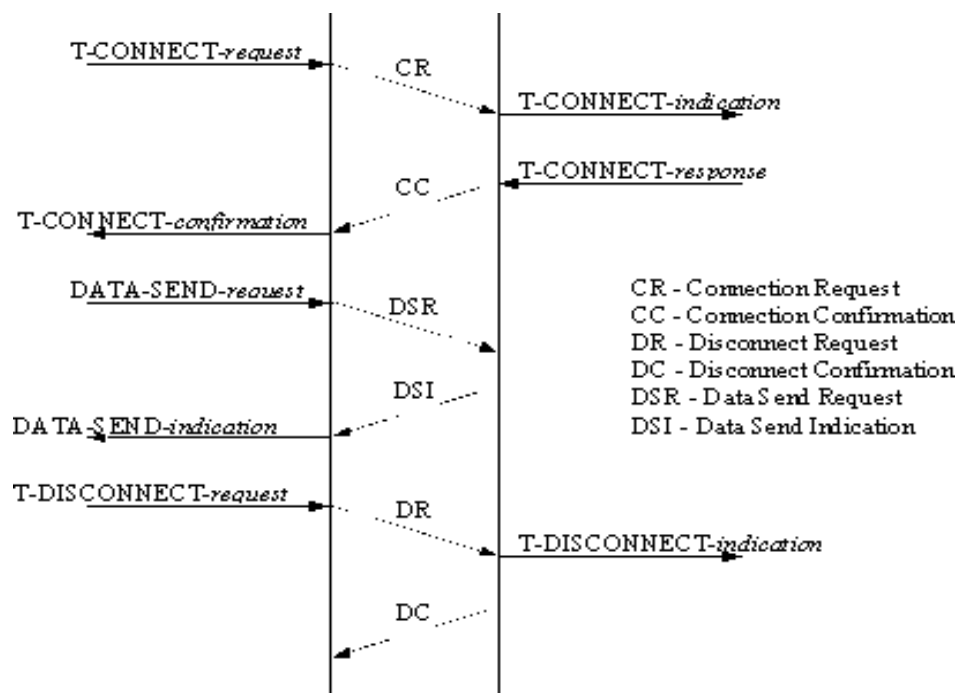 T-CONNECT-request
CR
T-CONNECT-indication
T-CONNECT-response
CC
T-CONNECT-confirmation
DATA-SEND-request
DSR
CR - Connection Request
CC - Connection Confirmation
DR - Disconnect Request
DC - Disconnect Confirmation
DSR - Data Send Request
DSI - Data Send Indication
DSI
DATA-SEND-indication
T-DISCONNECT-request
DR
T-DISCONNECT-indication
DC